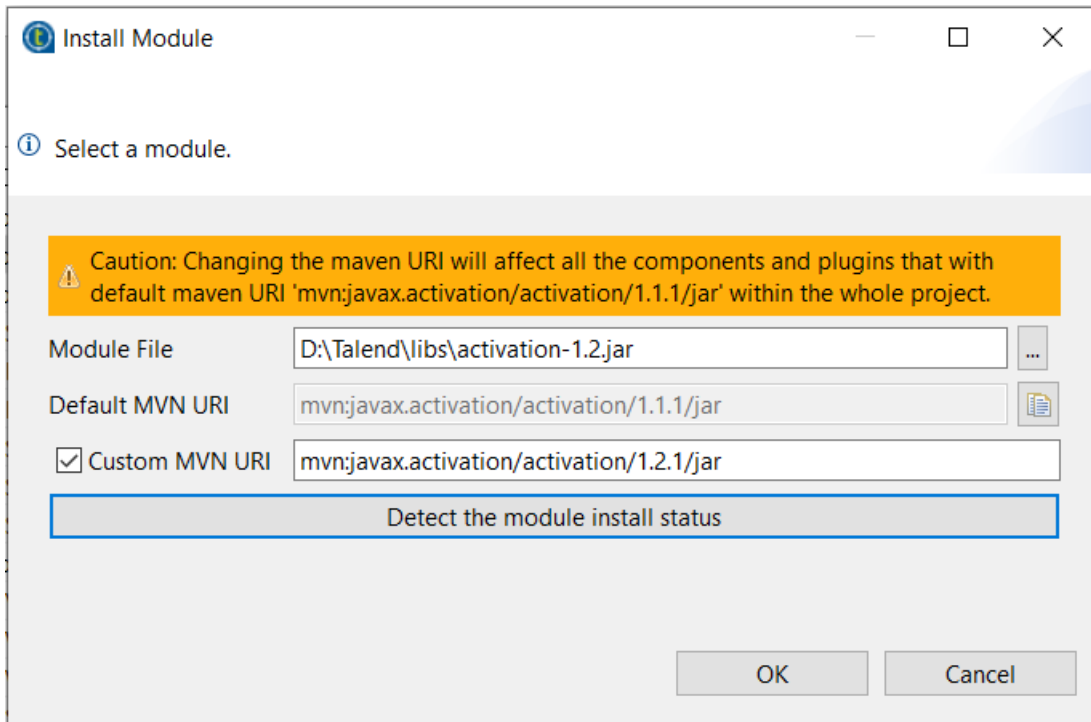 Install Module
Select a module.
Caution: Changing the maven URI will affect all the components and plugins that with
default maven URI 'mvn:javax.activation/activation/1.1.1/jar' within the whole project.
Module File D:\Talend\libs\activation-1.2.jar ...
Default MVN URI mvn:javax.activation/activation/1.1.1/jar
Custom MVN URI mvn:javax.activation/activation/1.2.1/jar
Detect the module install status
OK Cancel